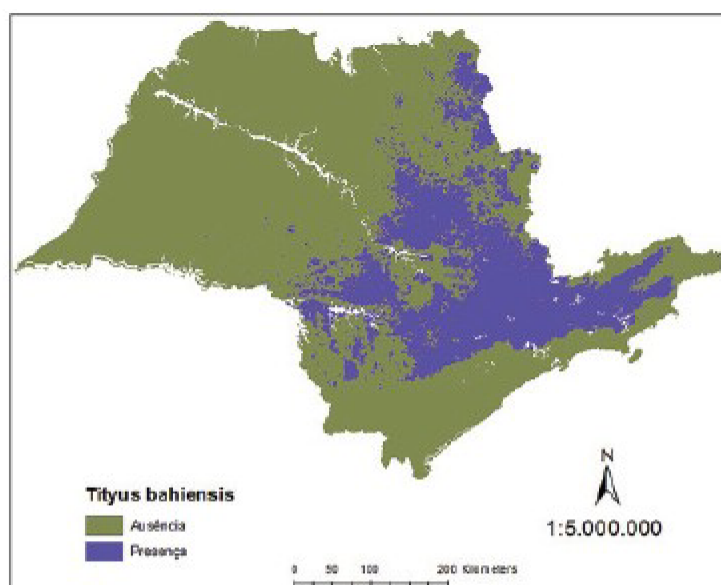 N
1:5.000.000
Tityus bahiensis
Ausência
Presença
0 50 100 200 Kilometers